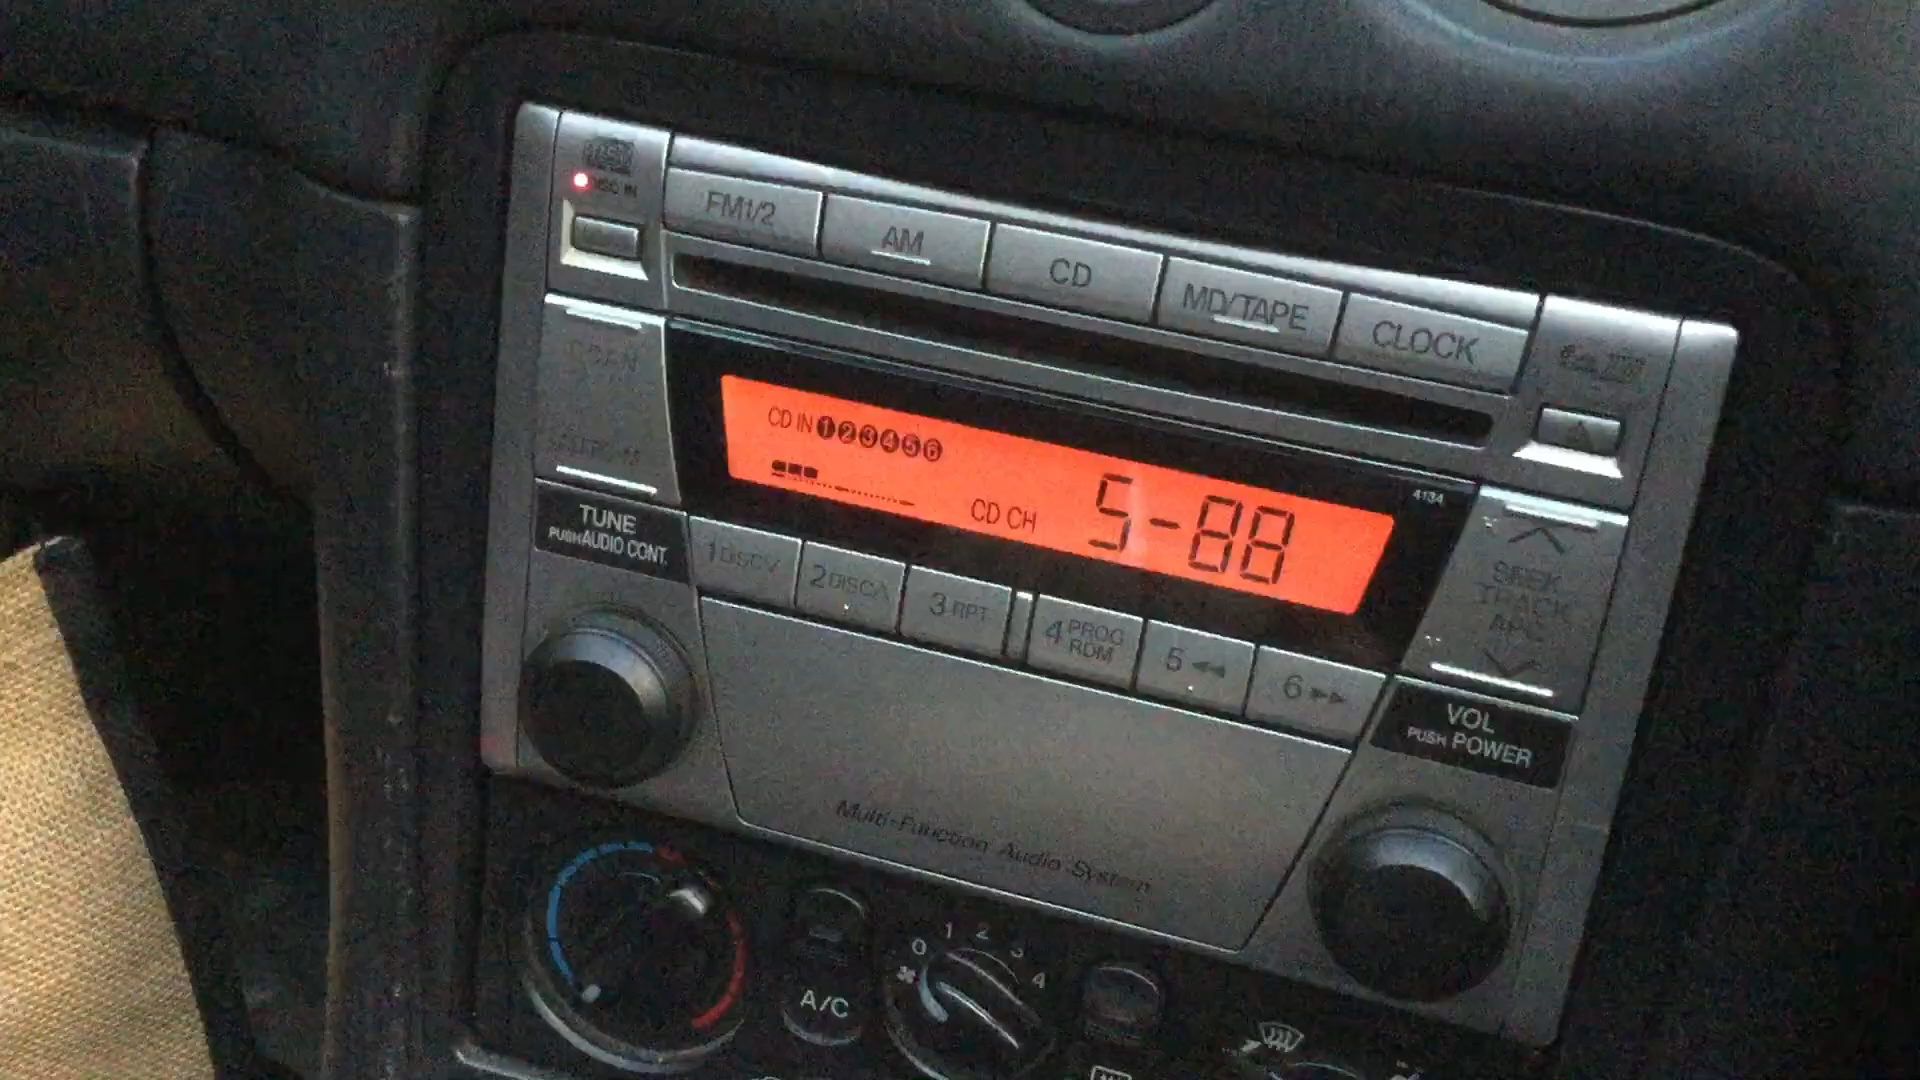 DISC IN
FM1/2
AM
CD
MD/TAPE
CLOCK
SCAN
CD IN 1 2 3 4 5 6
CD CH 5-88
4134
TUNE
PUSH AUDIO CONT.
1 DISC∨
2 DISC∧
3 RPT
4 PROG RDM
5 ◀◀
6 ▶▶
SEEK
TRACK
APC
VOL
PUSH POWER
Multi-Function Audio System
A/C
0 1 2 3 4